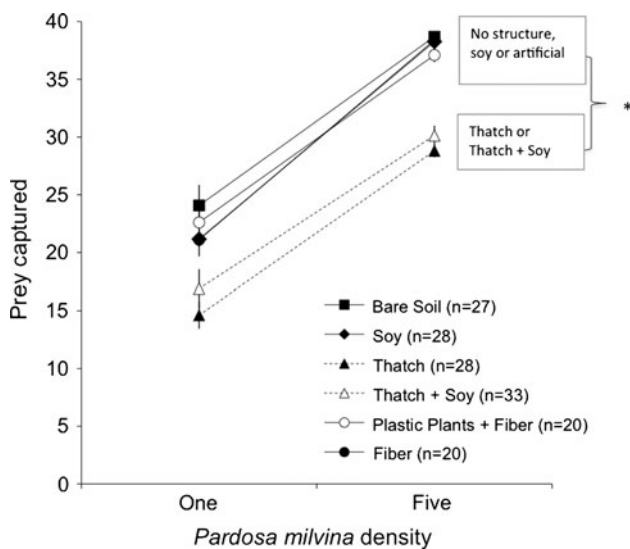 40
35
30
25
20
15
10
5
0
Prey captured
No structure,
soy or artificial
*
Thatch or
Thatch + Soy
Bare Soil (n=27)
Soy (n=28)
Thatch (n=28)
Thatch + Soy (n=33)
Plastic Plants + Fiber (n=20)
Fiber (n=20)
One
Five
Pardosa milvina density